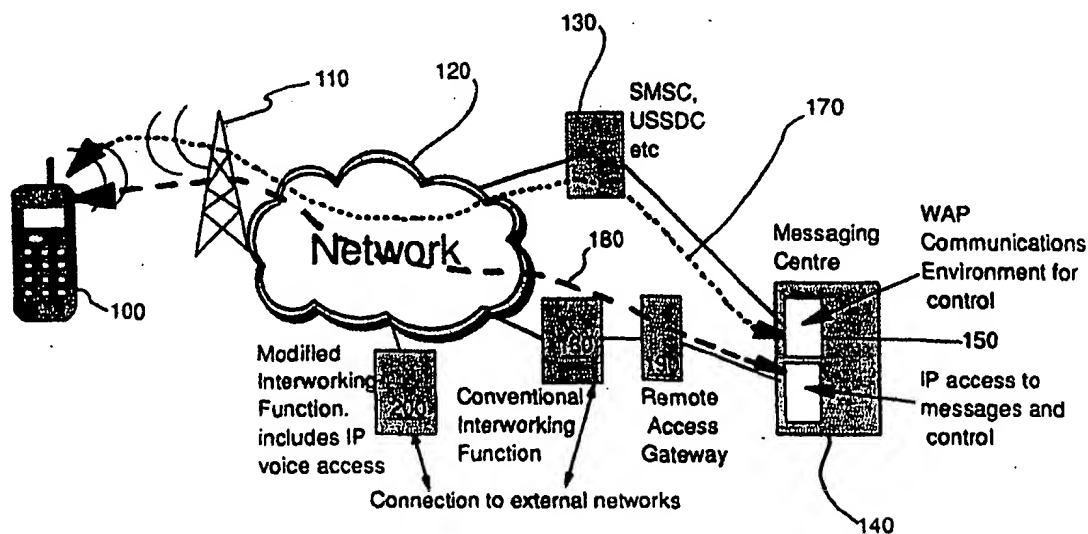 130
110
120
SMSC,
USSDC
etc
170
WAP
Communications
Environment for
control
Messaging
Centre
Network
180
100
150
Modified
Interworking
Function.
includes IP
voice access
200
Conventional
Interworking
Function
190
Remote
Access
Gateway
IP access to
messages and
control
Connection to external networks
140